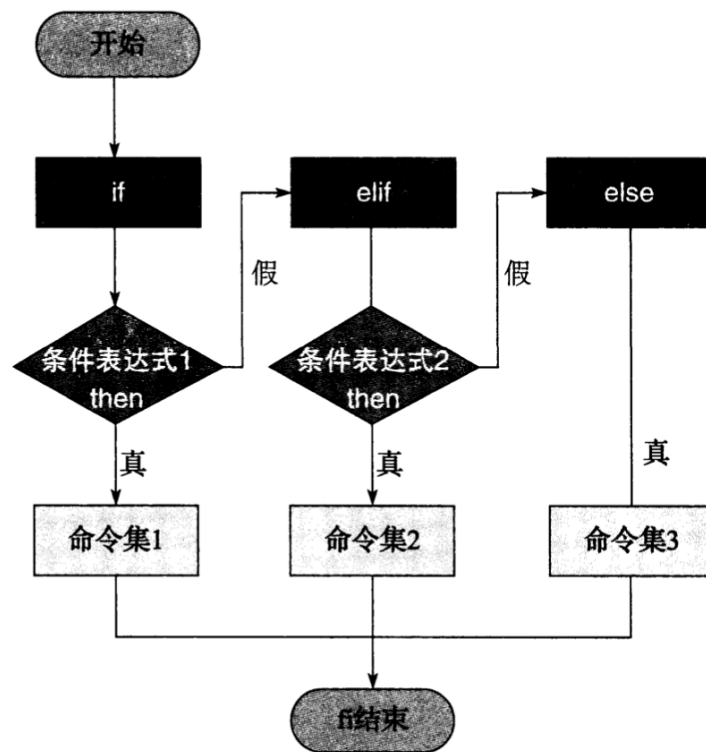 开始
if
elif
else
假
假
条件表达式1
then
条件表达式2
then
真
真
真
命令集1
命令集2
命令集3
fi结束